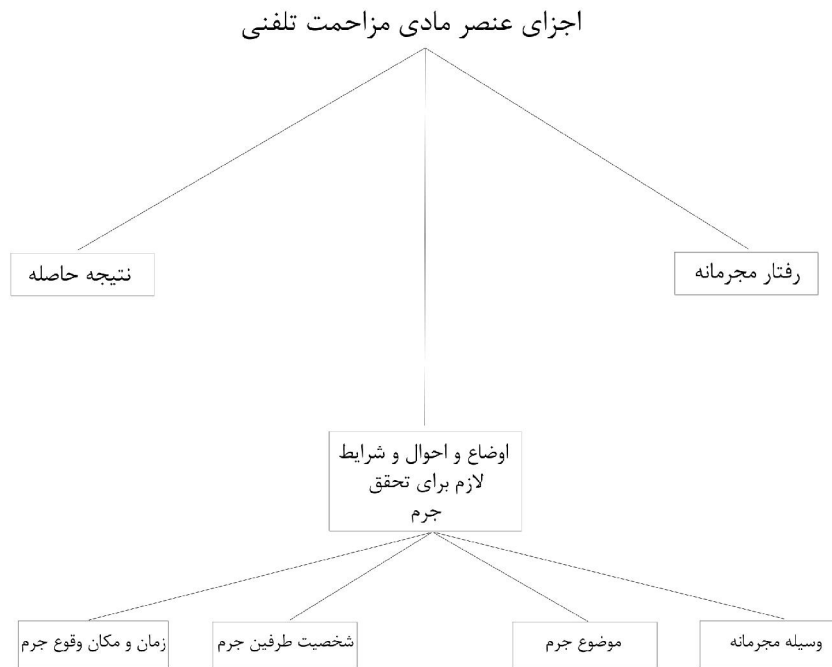 اجزای عنصر مادی مزاحمت تلفنی
رفتار مجرمانه
نتیجه حاصله
اوضاع و احوال و شرایط
لازم برای تحقق
جرم
وسیله مجرمانه
موضوع جرم
شخصیت طرفین جرم
زمان و مکان وقوع جرم